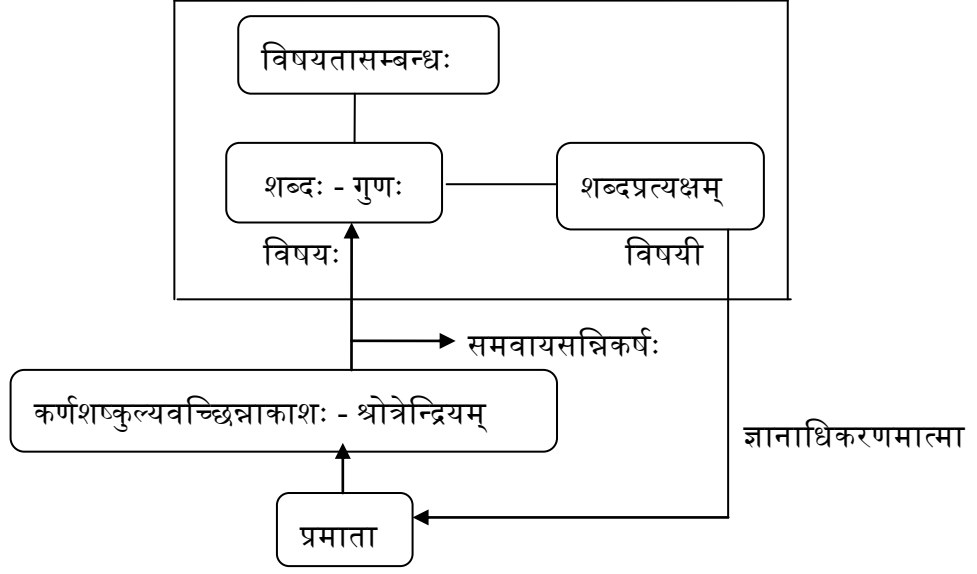 विषयतासम्बन्धः
शब्दः - गुणः
शब्दप्रत्यक्षम्
विषयः
विषयी
समवायसन्निकर्षः
कर्णशष्कुल्यवच्छिन्नाकाशः - श्रोत्रेन्द्रियम्
ज्ञानाधिकरणमात्मा
प्रमाता